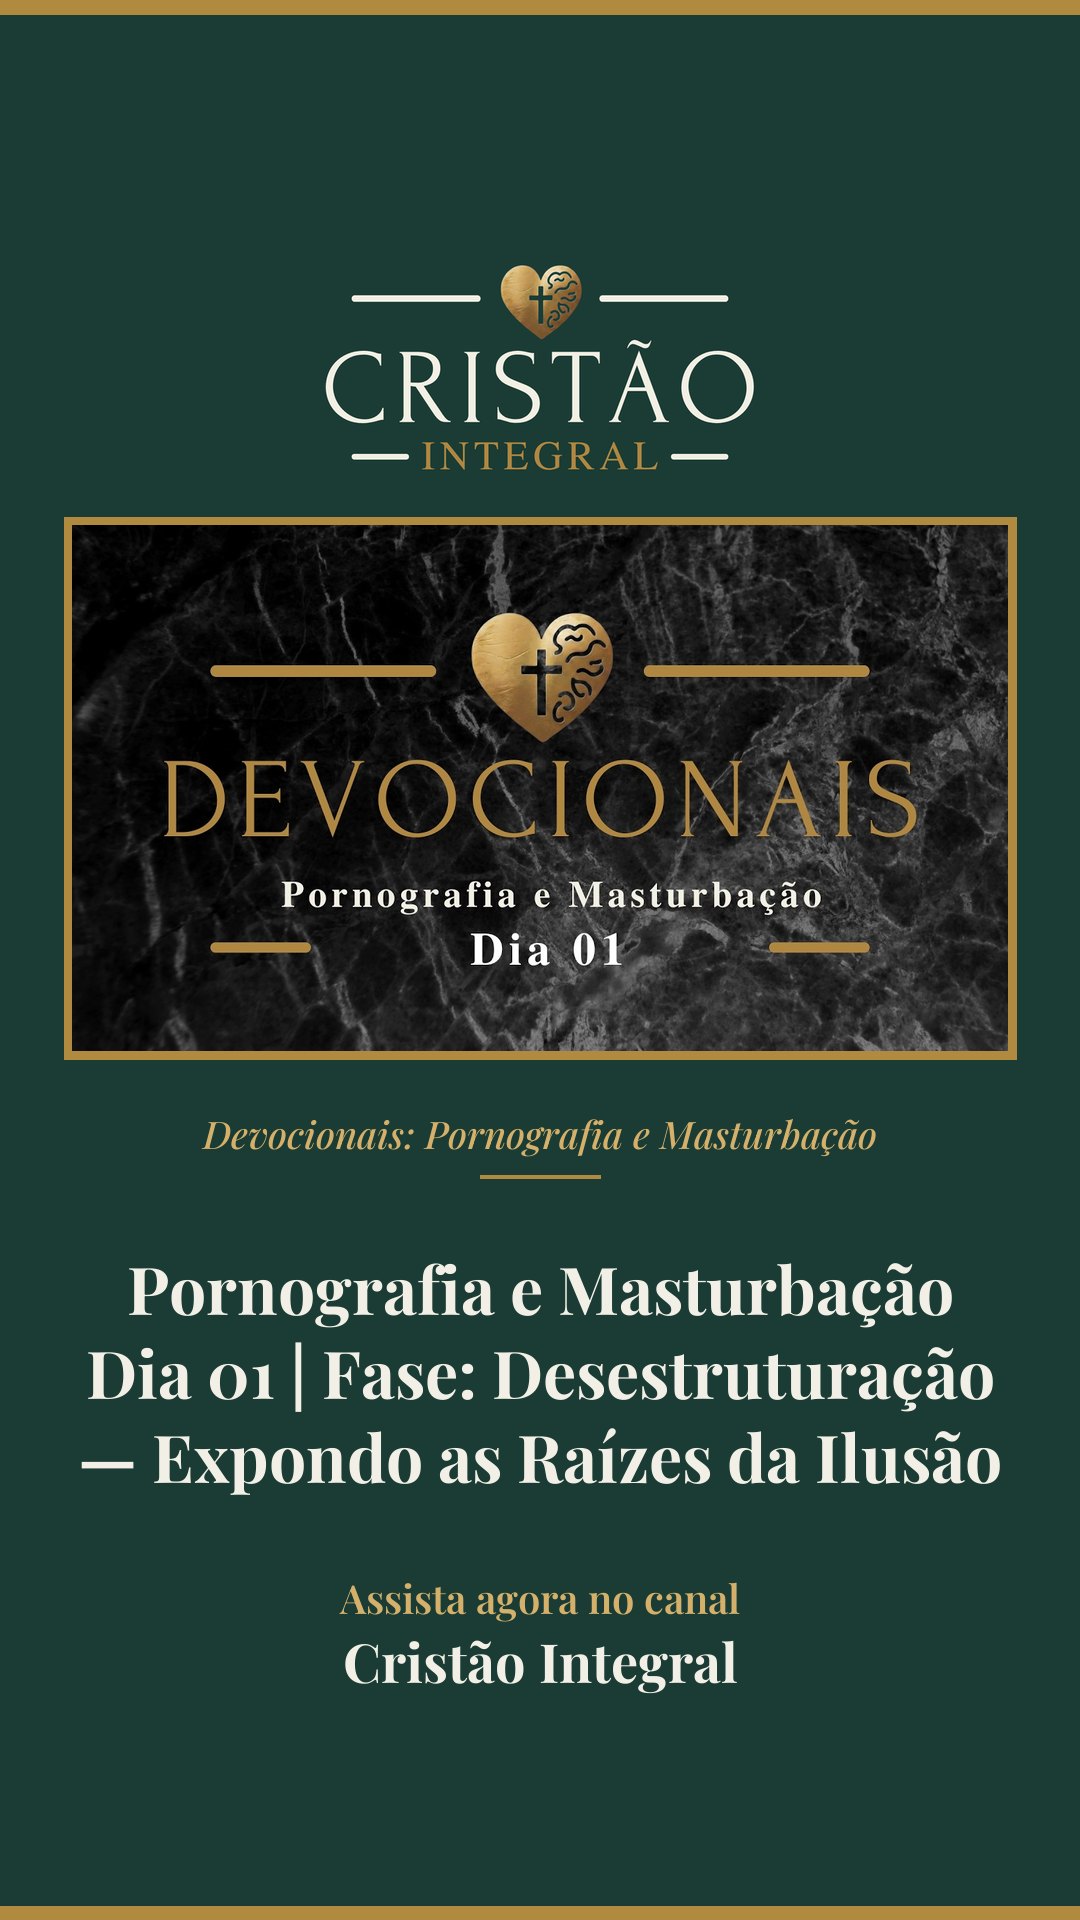 CRISTÃO
INTEGRAL
DEVOCIONAIS
Pornografia e Masturbação
Dia 01
Devocionais: Pornografia e Masturbação
Pornografia e Masturbação
Dia 01 | Fase: Desestruturação
— Expondo as Raízes da Ilusão
Assista agora no canal
Cristão Integral